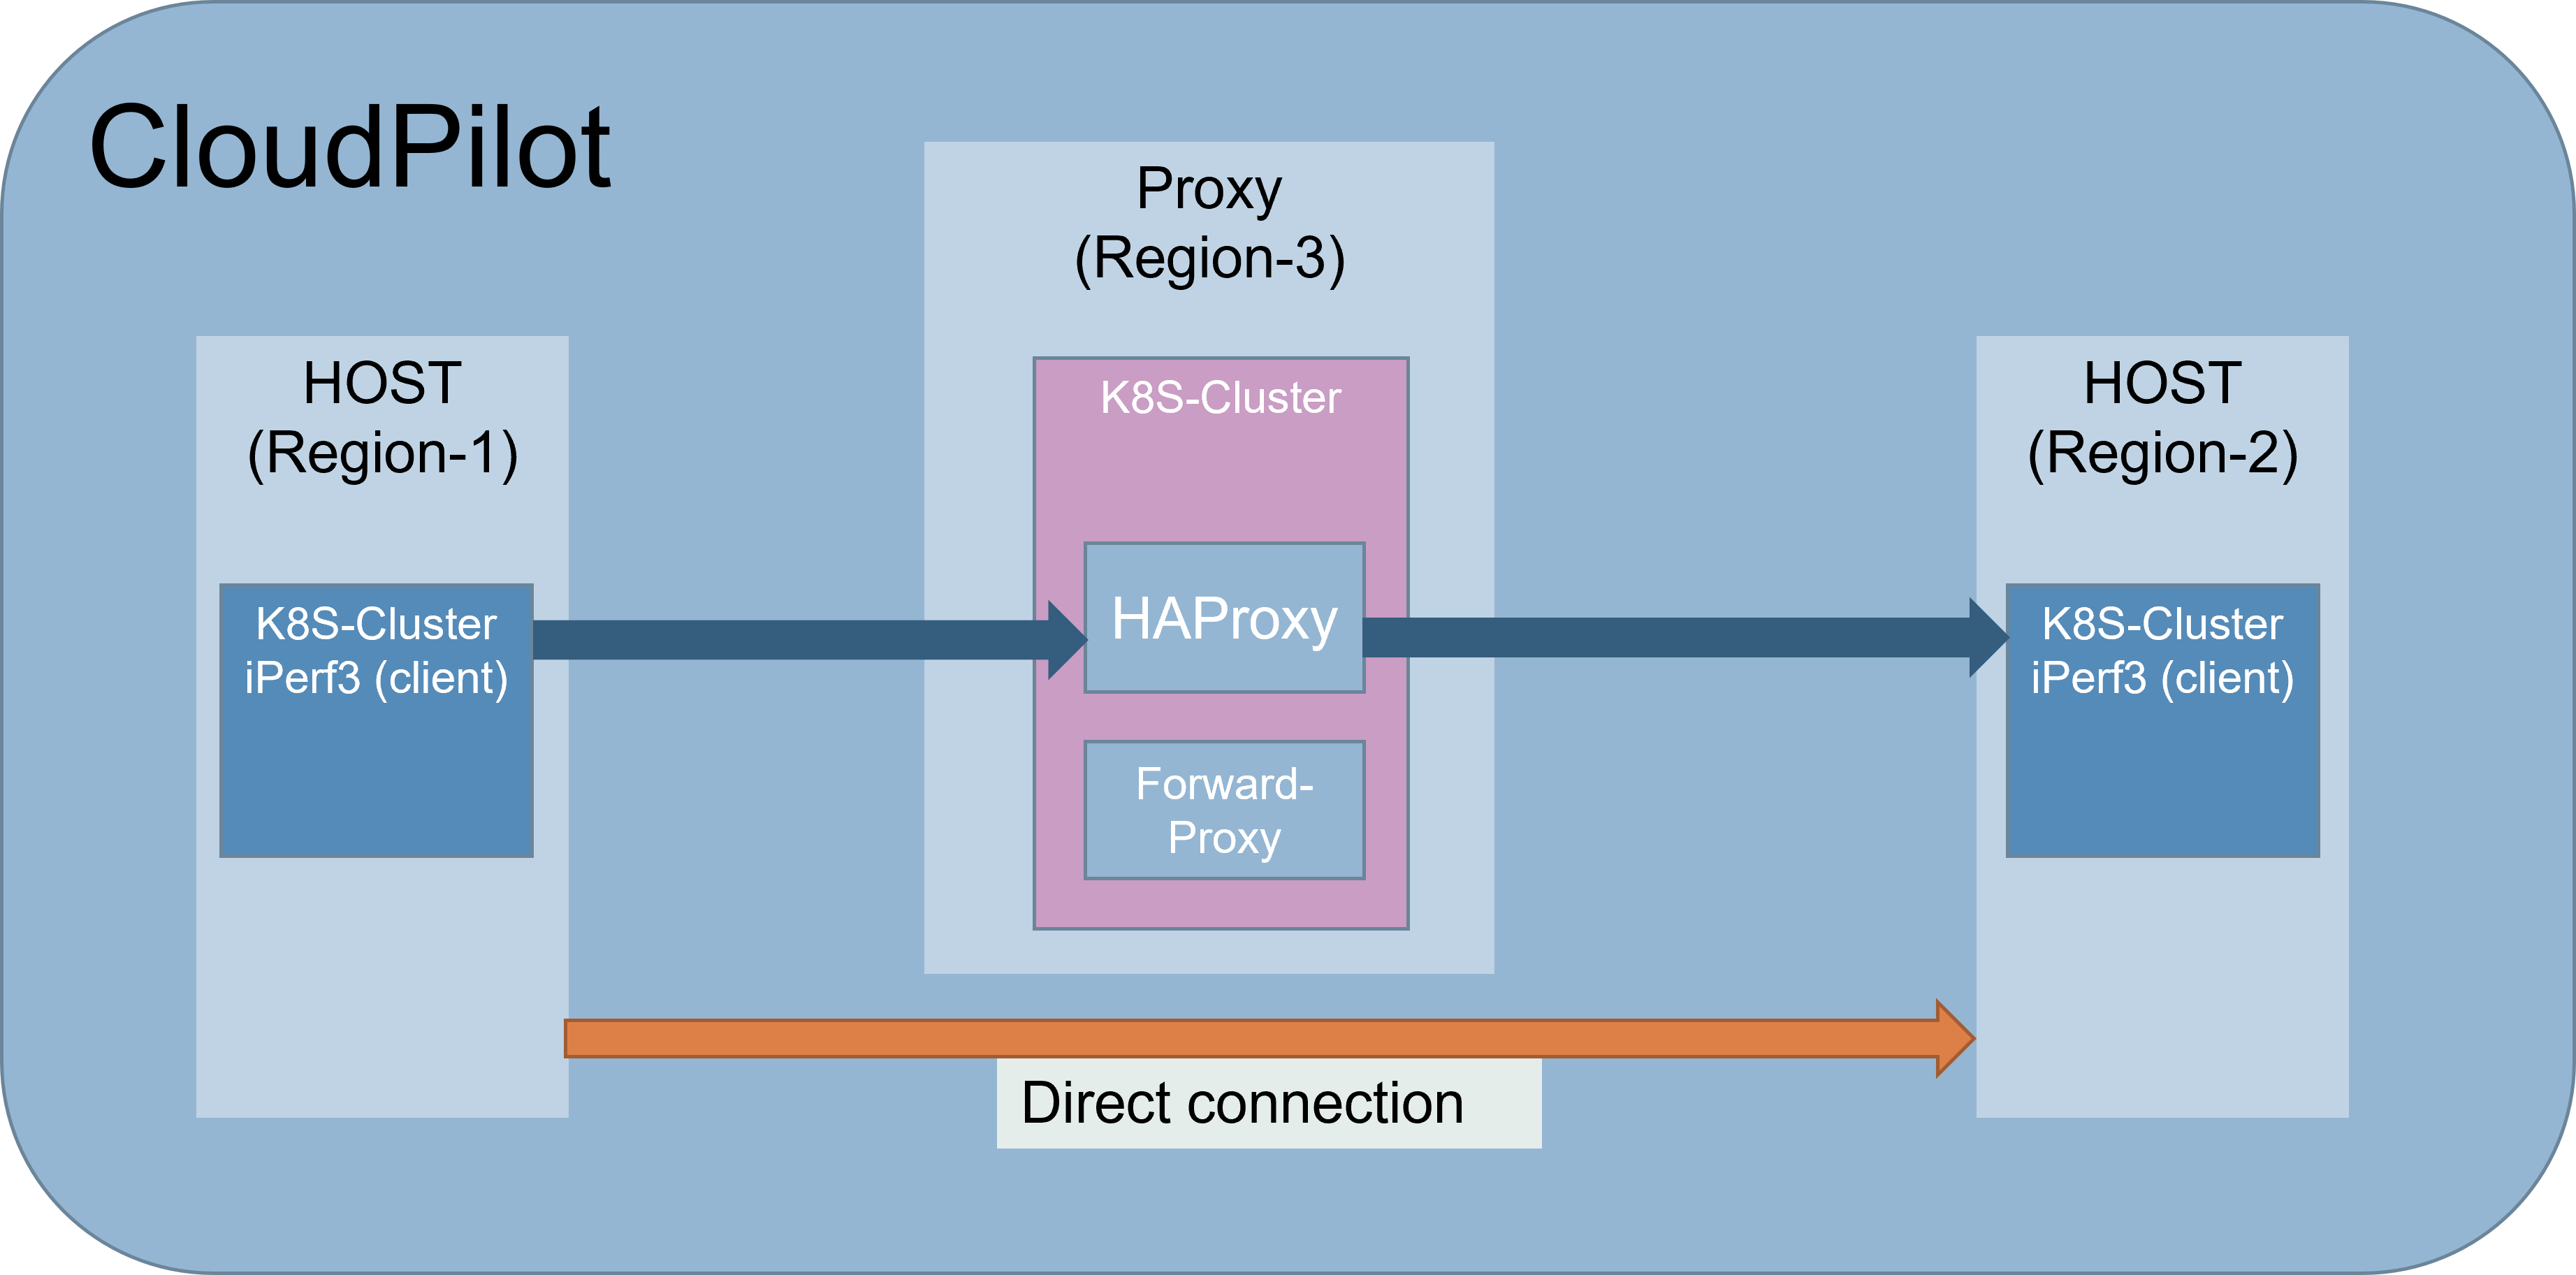 CloudPilot
Proxy
(Region-3)
HOST
(Region-1)
K8S-Cluster
HOST
(Region-2)
K8S-Cluster
iPerf3 (client)
HAProxy
K8S-Cluster
iPerf3 (client)
Forward-
Proxy
Direct connection